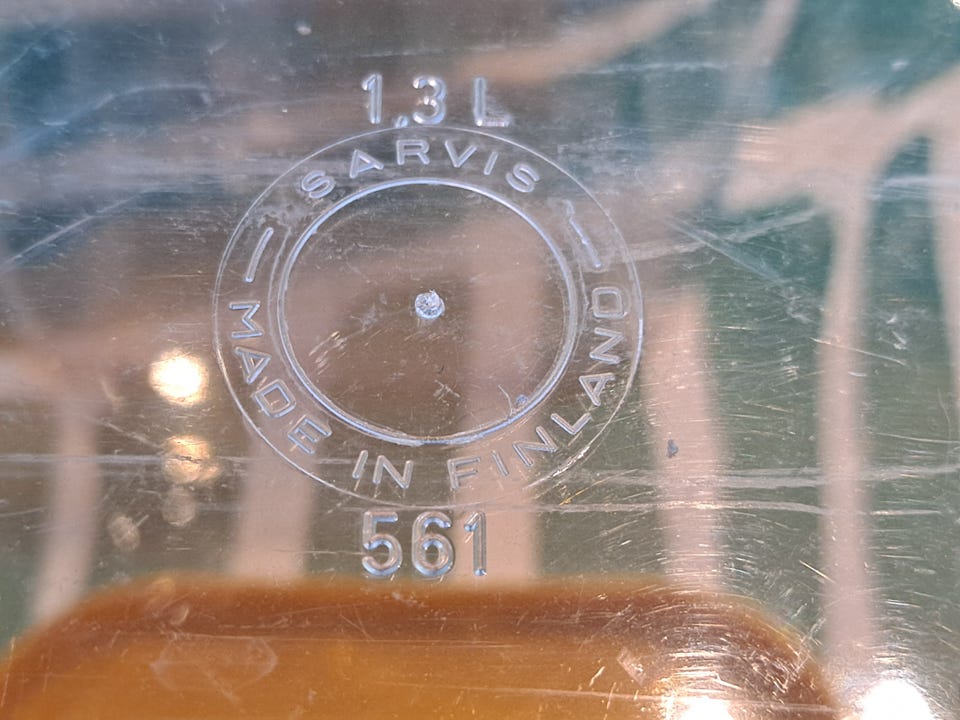 1,3 L
SARVIS
— MADE IN FINLAND —
561